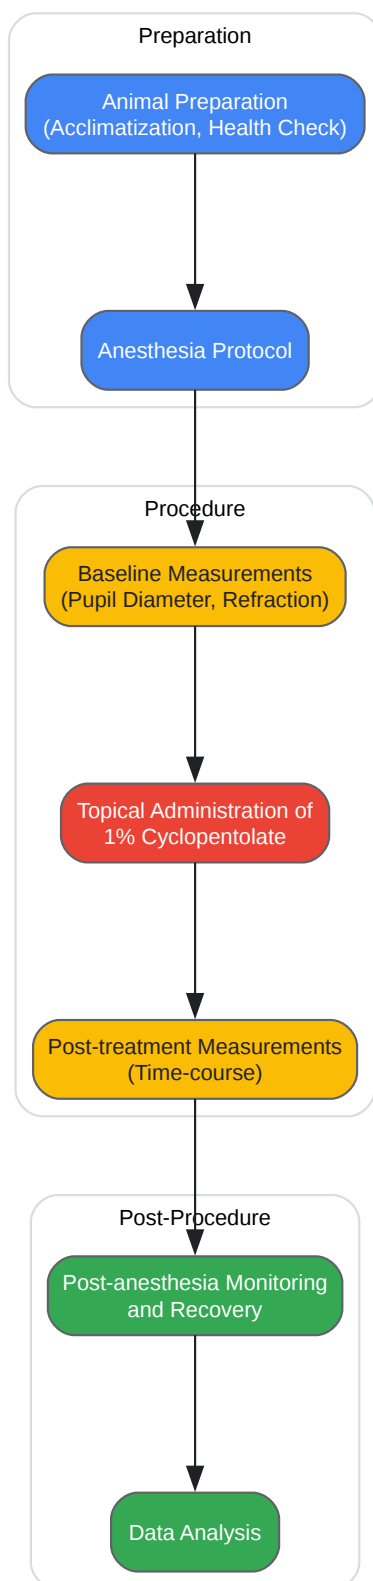 Preparation
Animal Preparation
(Acclimatization, Health Check)
Anesthesia Protocol
Procedure
Baseline Measurements
(Pupil Diameter, Refraction)
Topical Administration of
1% Cyclopentolate
Post-treatment Measurements
(Time-course)
Post-Procedure
Post-anesthesia Monitoring
and Recovery
Data Analysis